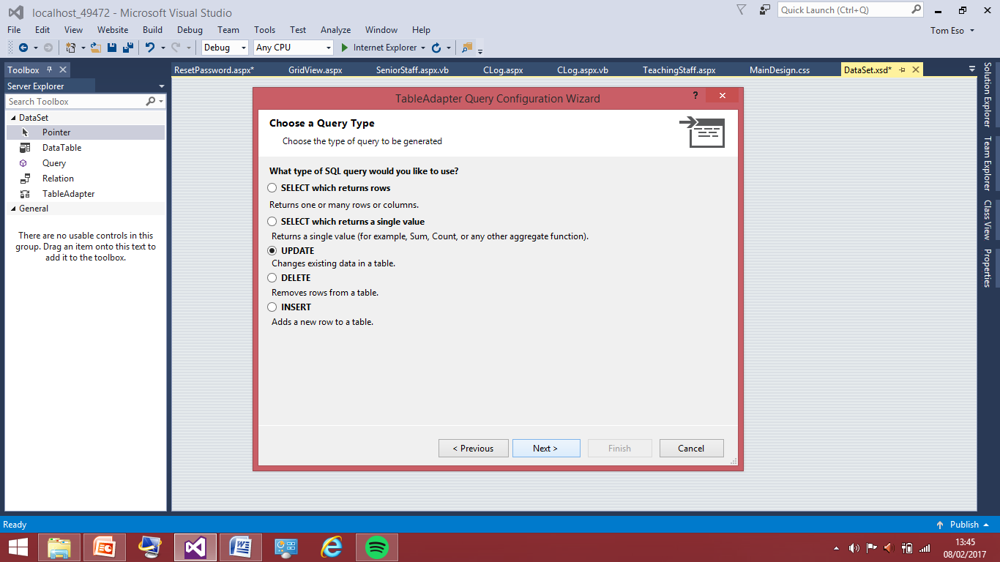 localhost_49472 - Microsoft Visual Studio
Quick Launch (Ctrl+Q)
File Edit View Website Build Debug Team Tools Test Analyze Window Help
Tom Eso
Debug Any CPU Internet Explorer
Toolbox
ResetPassword.aspx* GridView.aspx SeniorStaff.aspx.vb CLog.aspx CLog.aspx.vb TeachingStaff.aspx MainDesign.css DataSet.xsd*
Server Explorer
Search Toolbox
DataSet
Pointer
DataTable
Query
Relation
TableAdapter
General
There are no usable controls in this
group. Drag an item onto this text to
add it to the toolbox.
TableAdapter Query Configuration Wizard
?
Choose a Query Type
Choose the type of query to be generated
What type of SQL query would you like to use?
SELECT which returns rows
Returns one or many rows or columns.
SELECT which returns a single value
Returns a single value (for example, Sum, Count, or any other aggregate function).
UPDATE
Changes existing data in a table.
DELETE
Removes rows from a table.
INSERT
Adds a new row to a table.
< Previous Next > Finish Cancel
Solution Explorer
Team Explorer
Class View
Properties
Ready
Publish
13:45
08/02/2017